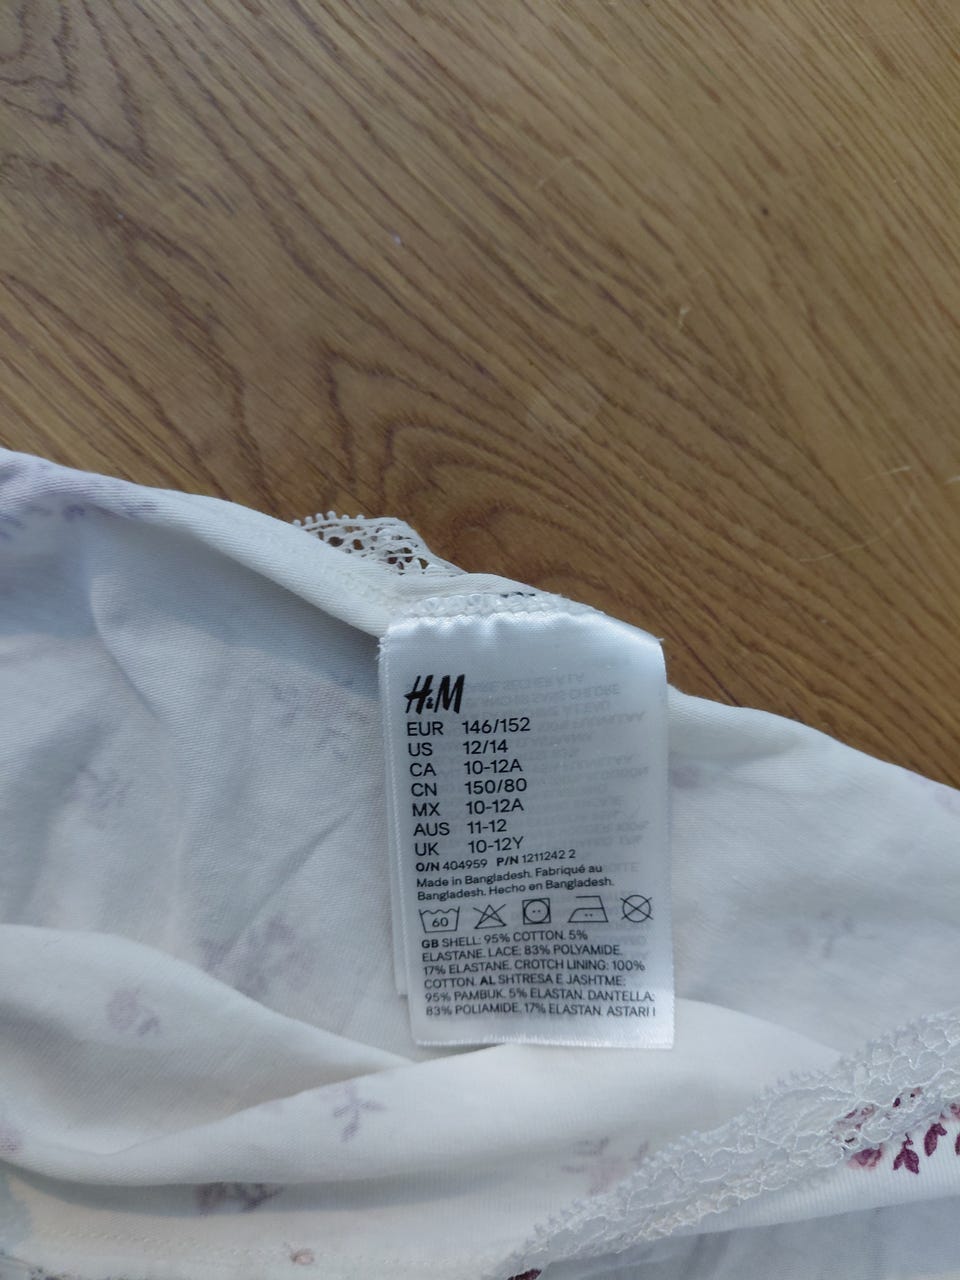 H&M
EUR 146/152
US 12/14
CA 10-12A
CN 150/80
MX 10-12A
AUS 11-12
UK 10-12Y
O/N 404959 P/N 1211242 2
Made in Bangladesh. Fabriqué au
Bangladesh. Hecho en Bangladesh.
60
GB SHELL: 95% COTTON. 5%
ELASTANE. LACE: 83% POLYAMIDE.
17% ELASTANE. CROTCH LINING: 100%
COTTON. AL SHTRESA E JASHTME:
95% PAMBUK. 5% ELASTAN. DANTELLA:
83% POLIAMIDE. 17% ELASTAN. ASTARI I